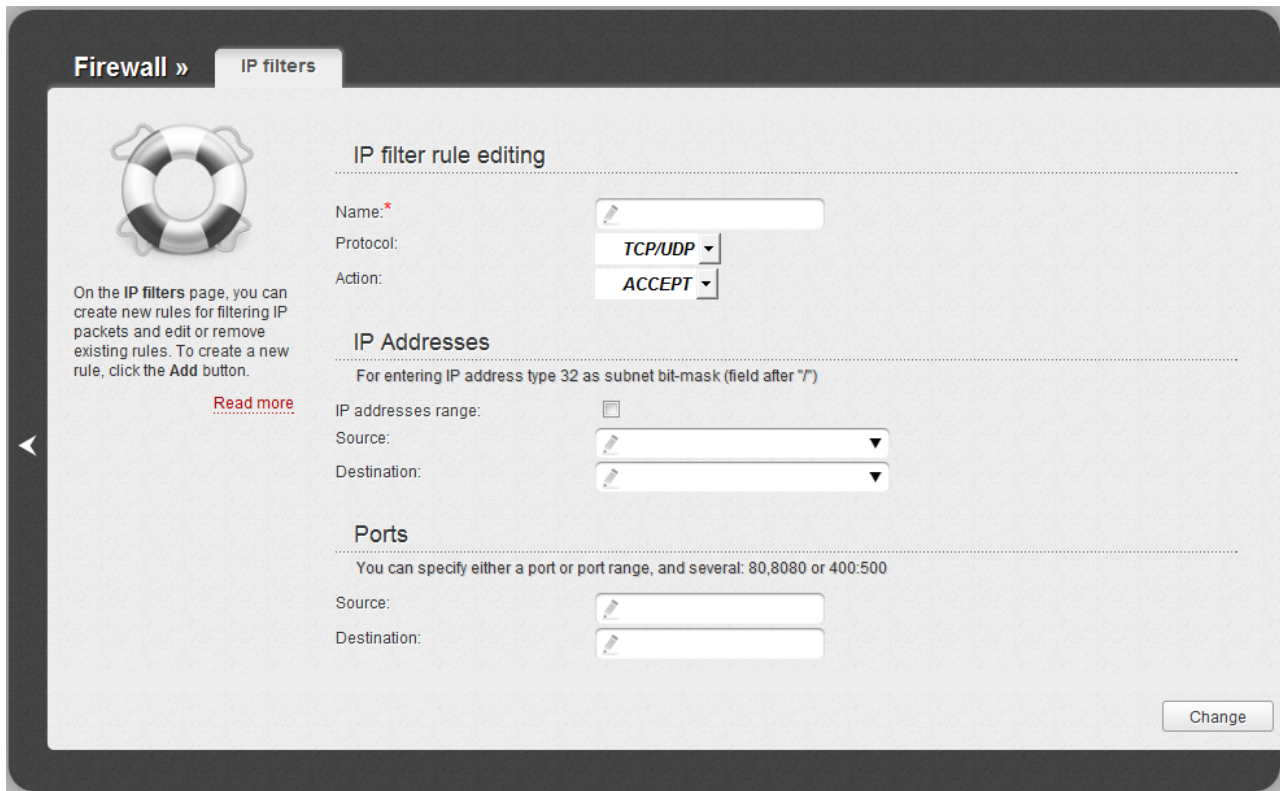 Firewall »
IP filters
On the IP filters page, you can
create new rules for filtering IP
packets and edit or remove
existing rules. To create a new
rule, click the Add button.
Read more
IP filter rule editing
Name:*
Protocol:
TCP/UDP
Action:
ACCEPT
IP Addresses
For entering IP address type 32 as subnet bit-mask (field after "/")
IP addresses range:
Source:
Destination:
Ports
You can specify either a port or port range, and several: 80,8080 or 400:500
Source:
Destination:
Change